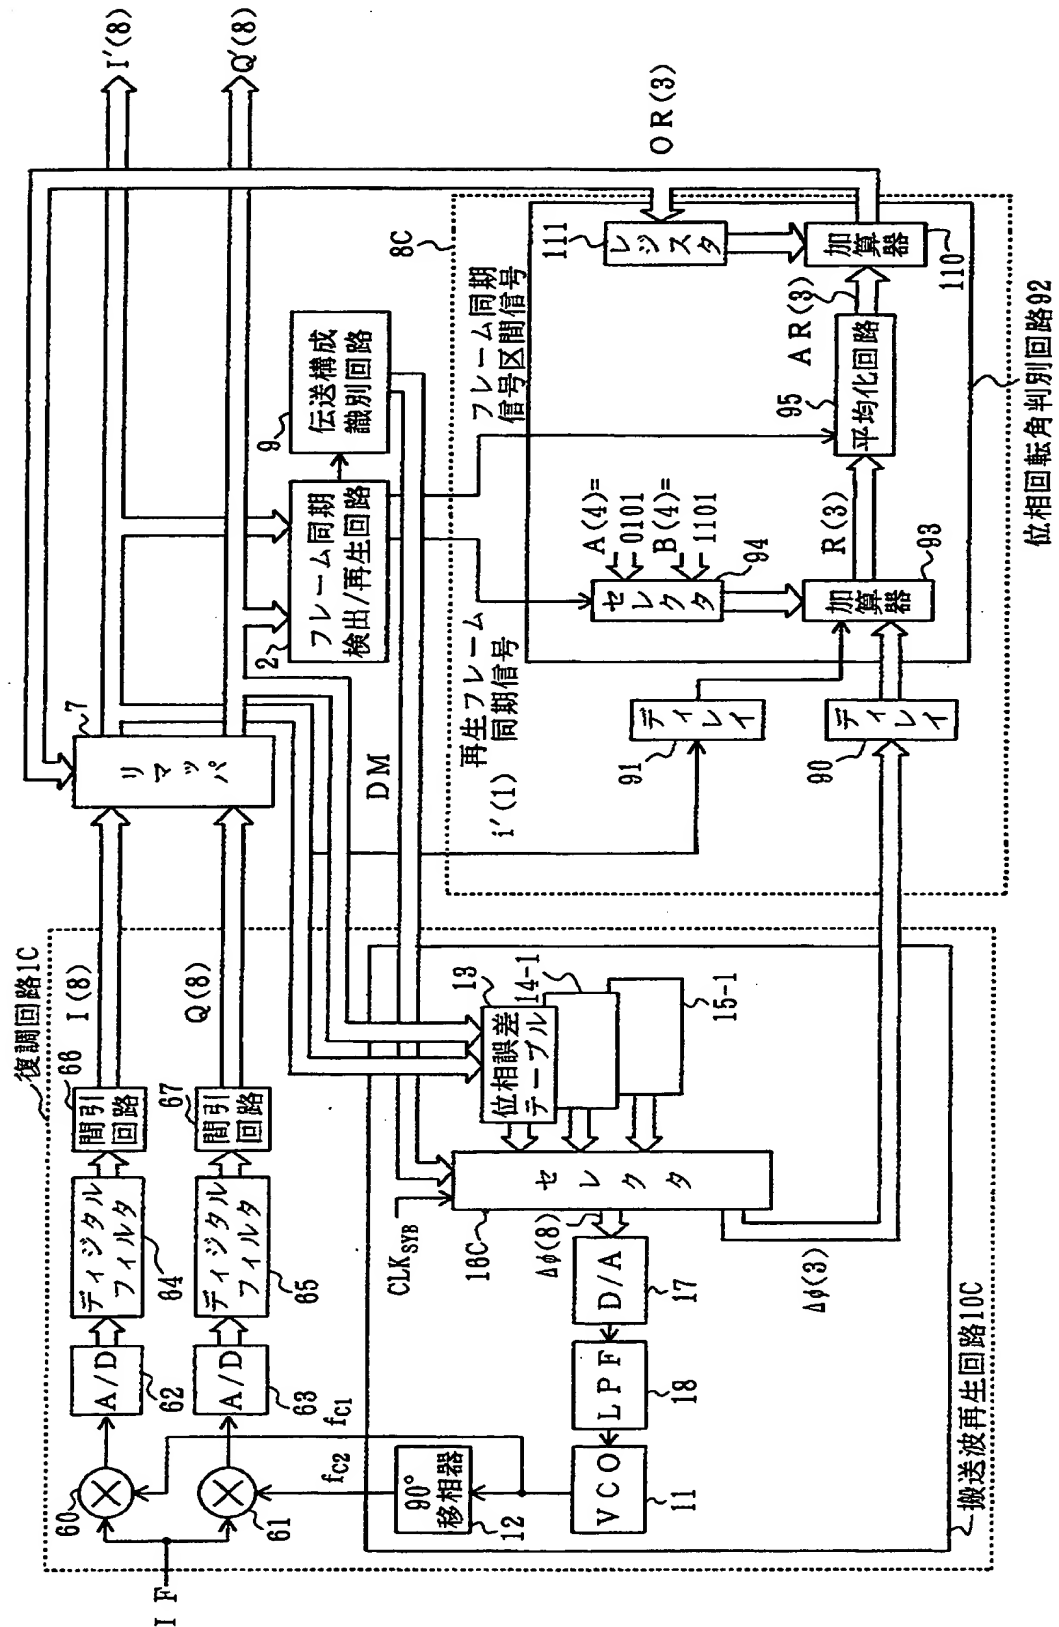 復調回路1C
IF
60
61
A/D
62
A/D
63
ディジタル
フィルタ
64
ディジタル
フィルタ
65
間引
回路
66
間引
回路
67
I(8)
Q(8)
リマッパ
7
I'(8)
Q'(8)
fC1
fC2
90°
移相器
12
VCO
11
LPF
18
D/A
17
Δφ(8)
CLKSYB
セレクタ
16C
Δφ(3)
位相誤差
テーブル
13
14-1
15-1
搬送波再生回路10C
DM
フレーム同期
検出/再生回路
2
伝送構成
識別回路
9
再生フレーム
同期信号
i'(1)
フレーム同期
信号区間信号
8C
ディレイ
91
ディレイ
90
セレクタ
94
A(4)=
0101
B(4)=
1101
加算器
93
R(3)
平均化回路
95
AR(3)
レジスタ
111
加算器
110
OR(3)
位相回転角判別回路92